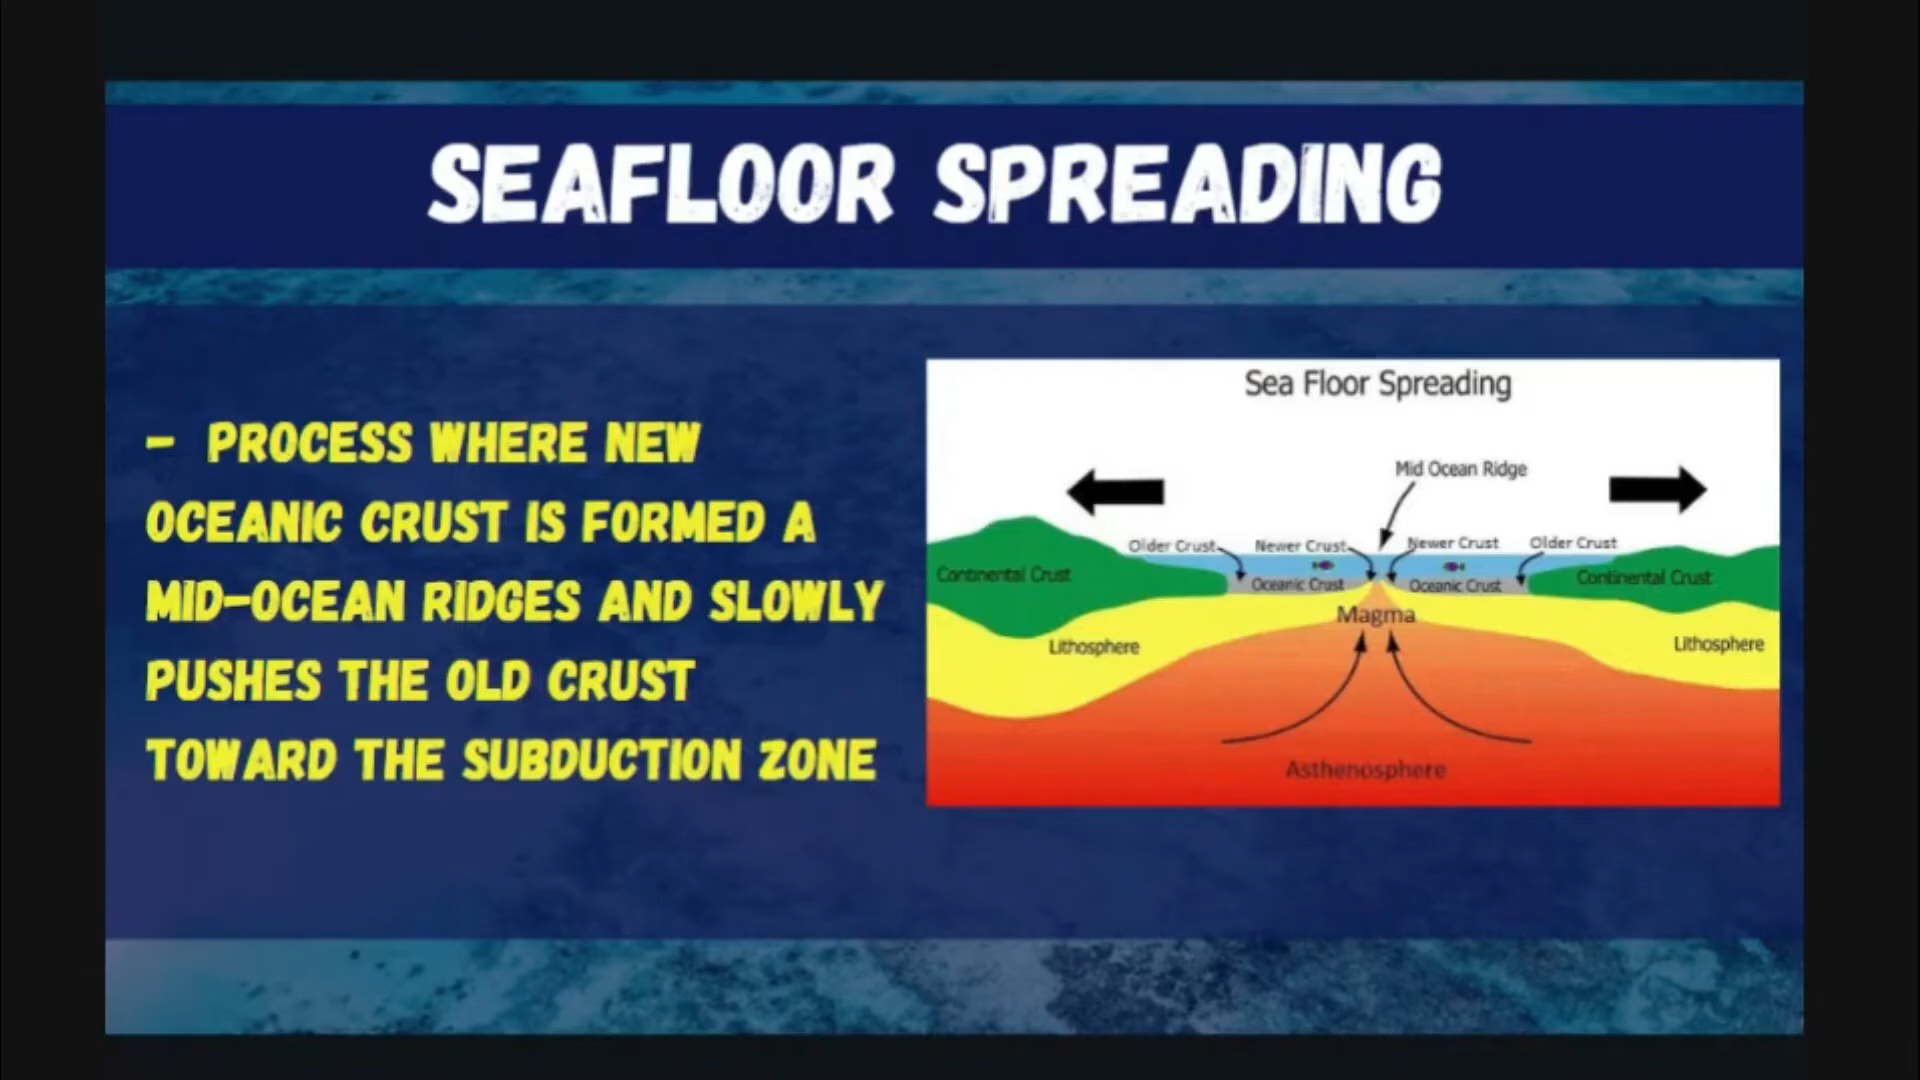 SEAFLOOR SPREADING
- PROCESS WHERE NEW
OCEANIC CRUST IS FORMED A
MID-OCEAN RIDGES AND SLOWLY
PUSHES THE OLD CRUST
TOWARD THE SUBDUCTION ZONE
Sea Floor Spreading
Mid Ocean Ridge
Older Crust Newer Crust Newer Crust Older Crust
Continental Crust Oceanic Crust Oceanic Crust Continental Crust
Magma
Lithosphere Lithosphere
Asthenosphere